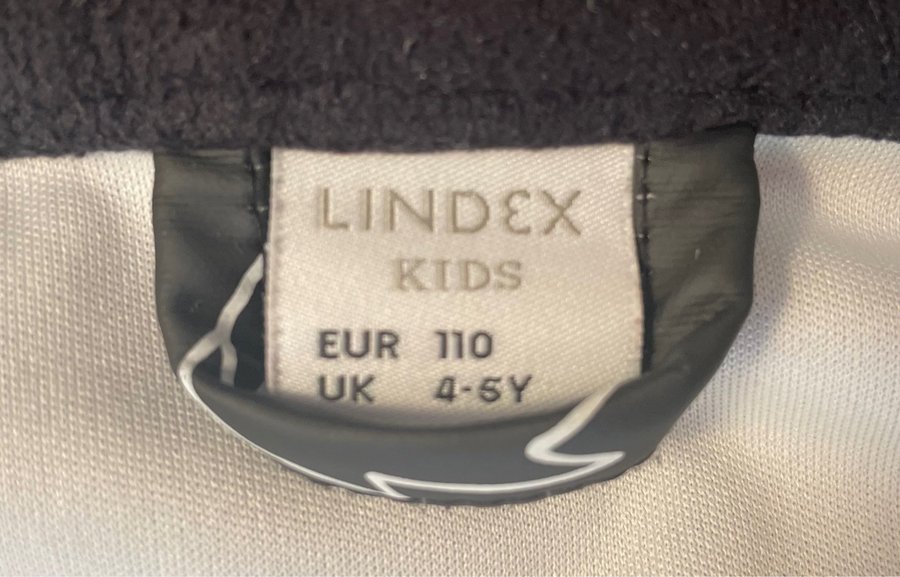 LINDEX
KIDS
EUR 110
UK 4-5Y